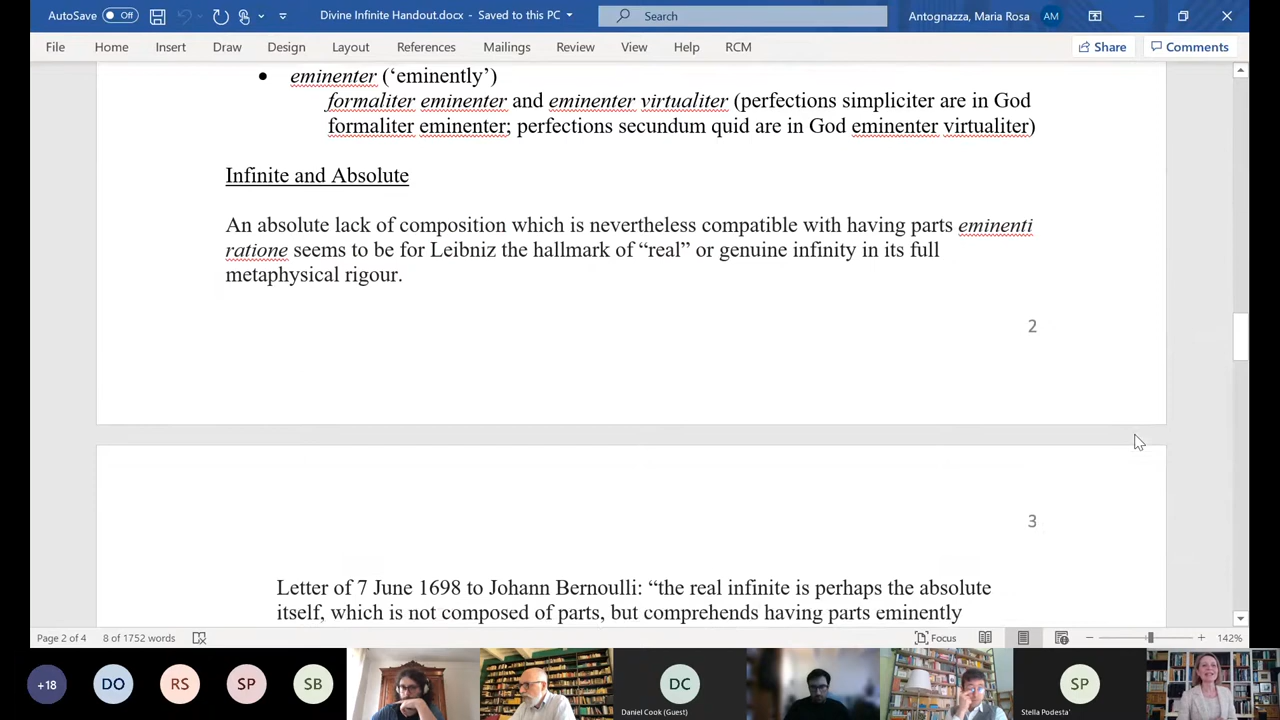 AutoSave Off Divine Infinite Handout.docx - Saved to this PC Search Antognazza, Maria Rosa AM
File Home Insert Draw Design Layout References Mailings Review View Help RCM Share Comments
• eminenter (‘eminently’)
formaliter eminenter and eminenter virtualiter (perfections simpliciter are in God
formaliter eminenter; perfections secundum quid are in God eminenter virtualiter)
Infinite and Absolute
An absolute lack of composition which is nevertheless compatible with having parts eminenti
ratione seems to be for Leibniz the hallmark of “real” or genuine infinity in its full
metaphysical rigour.
2
3
Letter of 7 June 1698 to Johann Bernoulli: “the real infinite is perhaps the absolute
itself, which is not composed of parts, but comprehends having parts eminently
Page 2 of 4 8 of 1752 words Focus 142%
+18 DO RS SP SB DC SP
Daniel Cook (Guest) Stella Podesta'